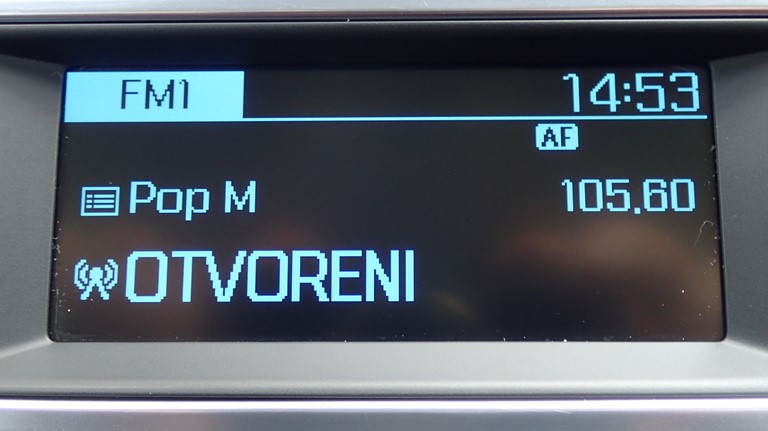 FM1 14:53
AF
Pop M 105.60
OTVORENI